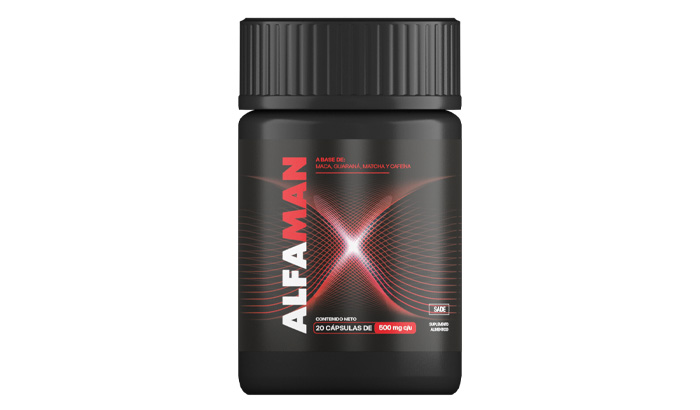 ALFAMAN
A BASE DE:
MACA, GUARANÁ, MATCHA Y CAFEÍNA
CONTENIDO NETO
20 CÁPSULAS DE 500 mg c/u
SADE
SUPLEMENTO
ALIMENTICIO